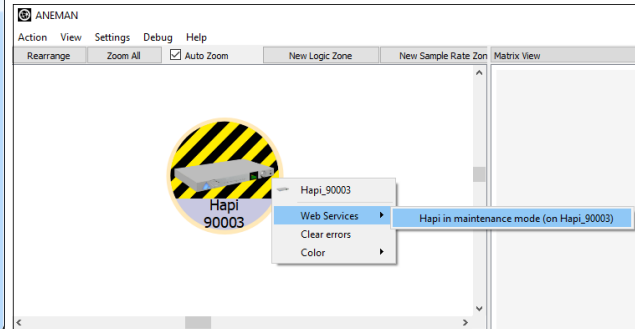 ANEMAN
Action View Settings Debug Help
Rearrange Zoom All Auto Zoom New Logic Zone New Sample Rate Zon Matrix View
Hapi
90003
Hapi_90003
Web Services
Hapi in maintenance mode (on Hapi_90003)
Clear errors
Color